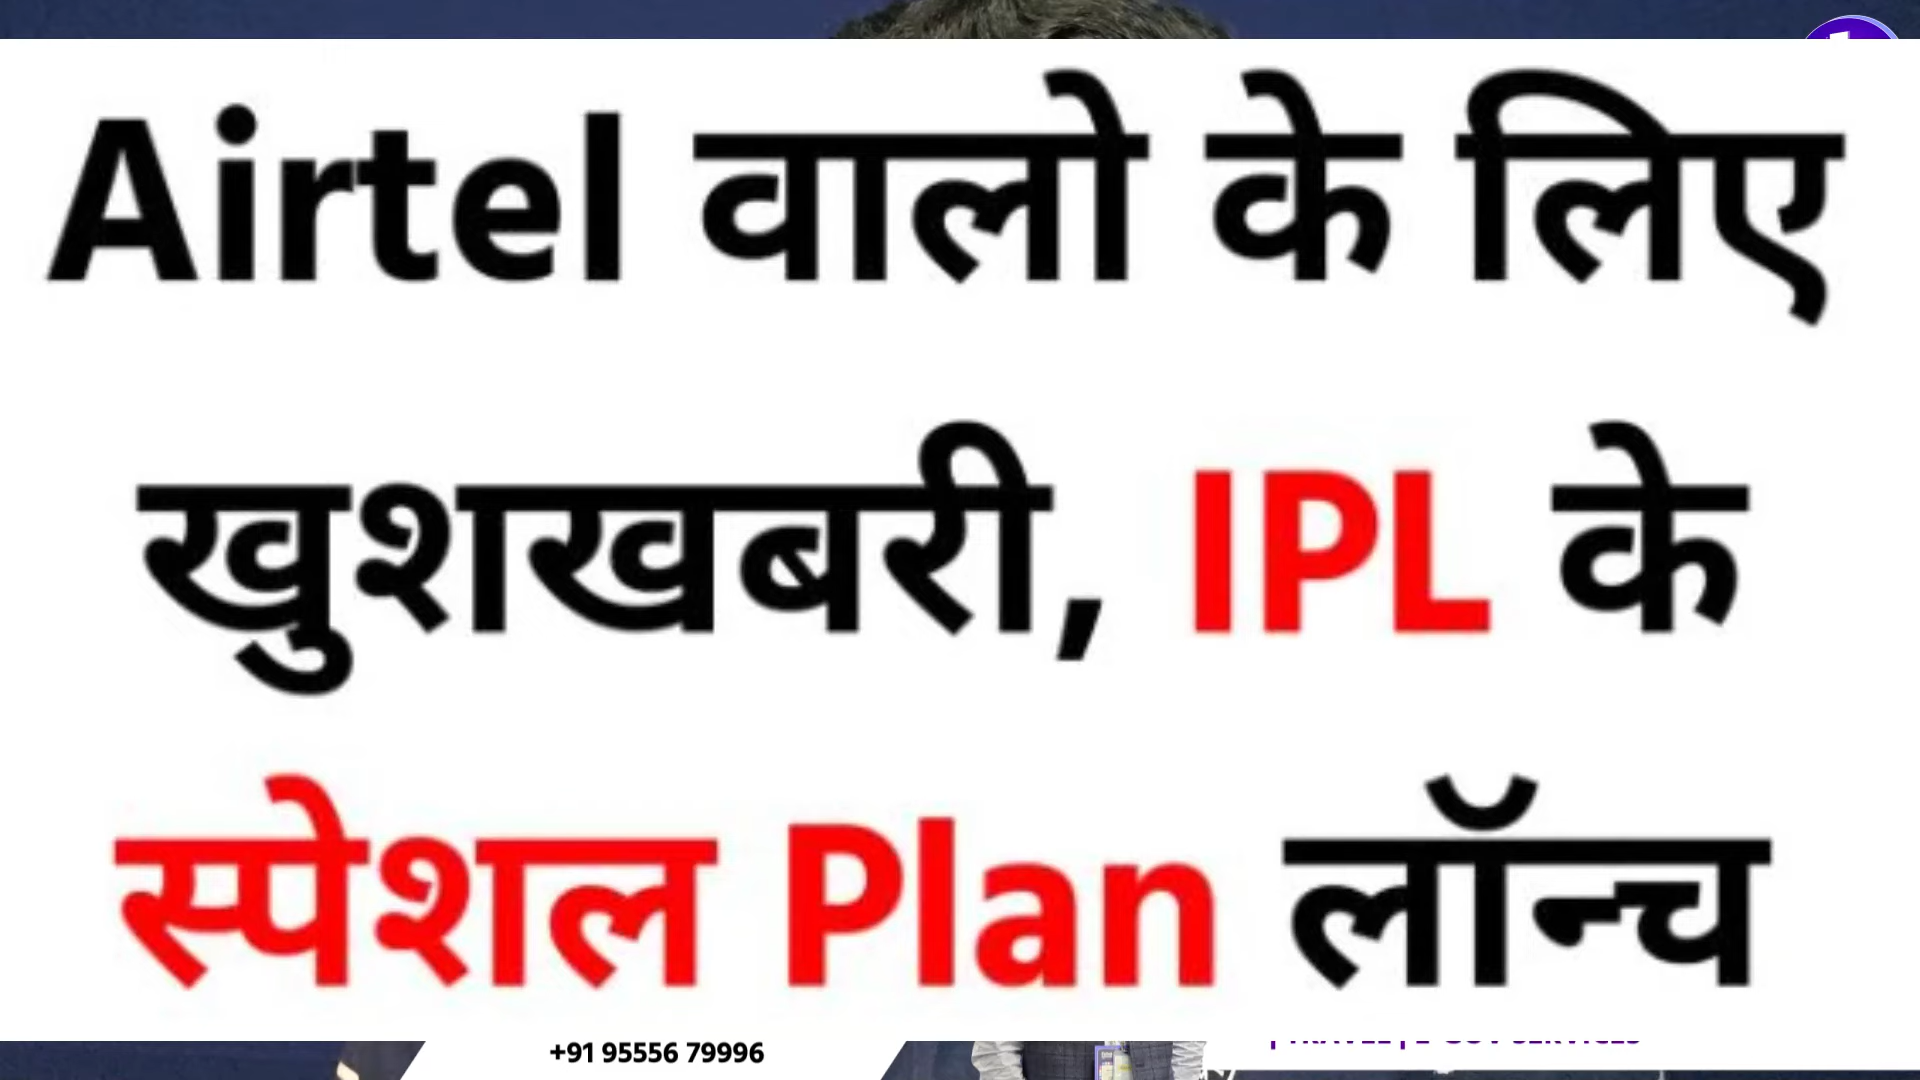 Airtel वालो के लिए
खुशखबरी, IPL के
स्पेशल Plan लॉन्च
+91 95556 79996